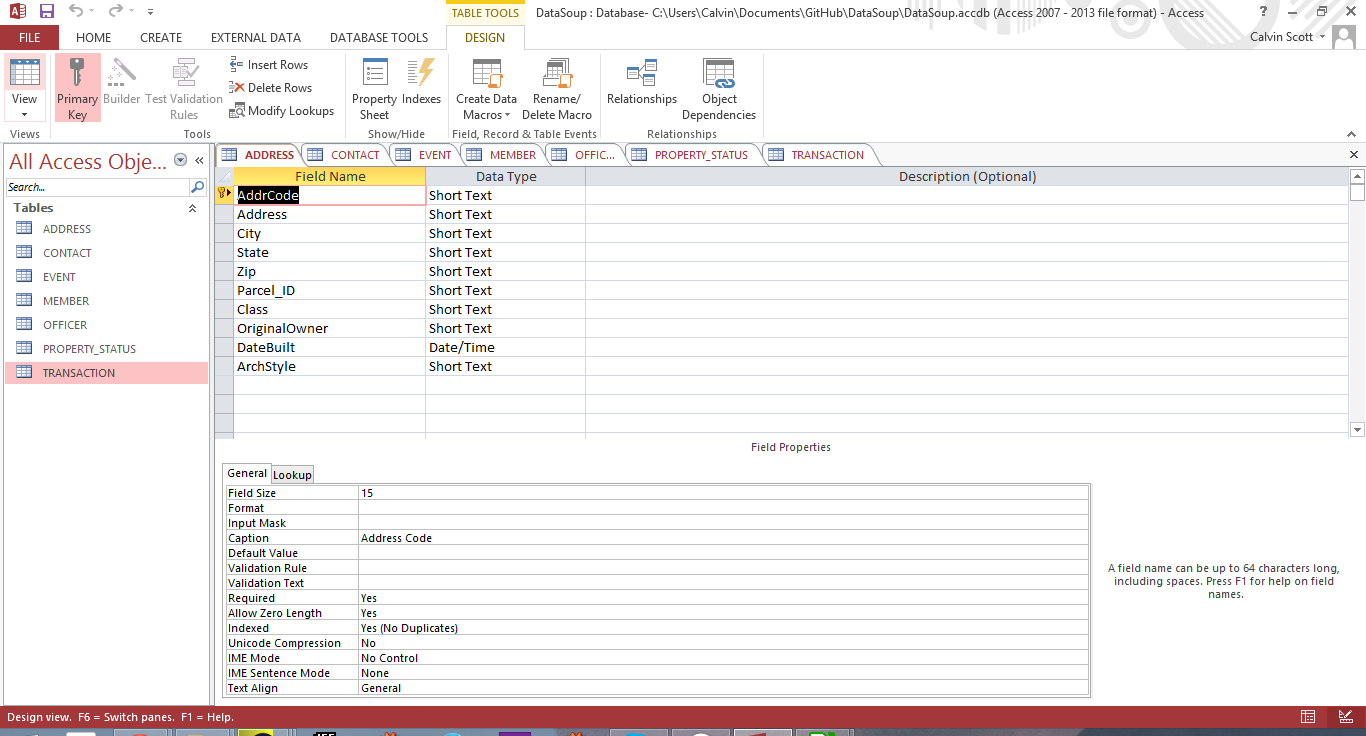 TABLE TOOLS
DataSoup : Database- C:\Users\Calvin\Documents\GitHub\DataSoup\DataSoup.accdb (Access 2007 - 2013 file format) - Access
FILE HOME CREATE EXTERNAL DATA DATABASE TOOLS DESIGN Calvin Scott
View
Primary Key
Builder
Test Validation Rules
Insert Rows
Delete Rows
Modify Lookups
Property Sheet
Indexes
Create Data Macros
Rename/ Delete Macro
Relationships
Object Dependencies
Views Tools Show/Hide Field, Record & Table Events Relationships
All Access Obje...
Search...
Tables
ADDRESS
CONTACT
EVENT
MEMBER
OFFICER
PROPERTY_STATUS
TRANSACTION
ADDRESS CONTACT EVENT MEMBER OFFIC... PROPERTY_STATUS TRANSACTION
Field Name Data Type Description (Optional)
AddrCode Short Text
Address Short Text
City Short Text
State Short Text
Zip Short Text
Parcel_ID Short Text
Class Short Text
OriginalOwner Short Text
DateBuilt Date/Time
ArchStyle Short Text
Field Properties
General Lookup
Field Size 15
Format
Input Mask
Caption Address Code
Default Value
Validation Rule
Validation Text
Required Yes
Allow Zero Length Yes
Indexed Yes (No Duplicates)
Unicode Compression No
IME Mode No Control
IME Sentence Mode None
Text Align General
A field name can be up to 64 characters long,
including spaces. Press F1 for help on field
names.
Design view. F6 = Switch panes. F1 = Help.